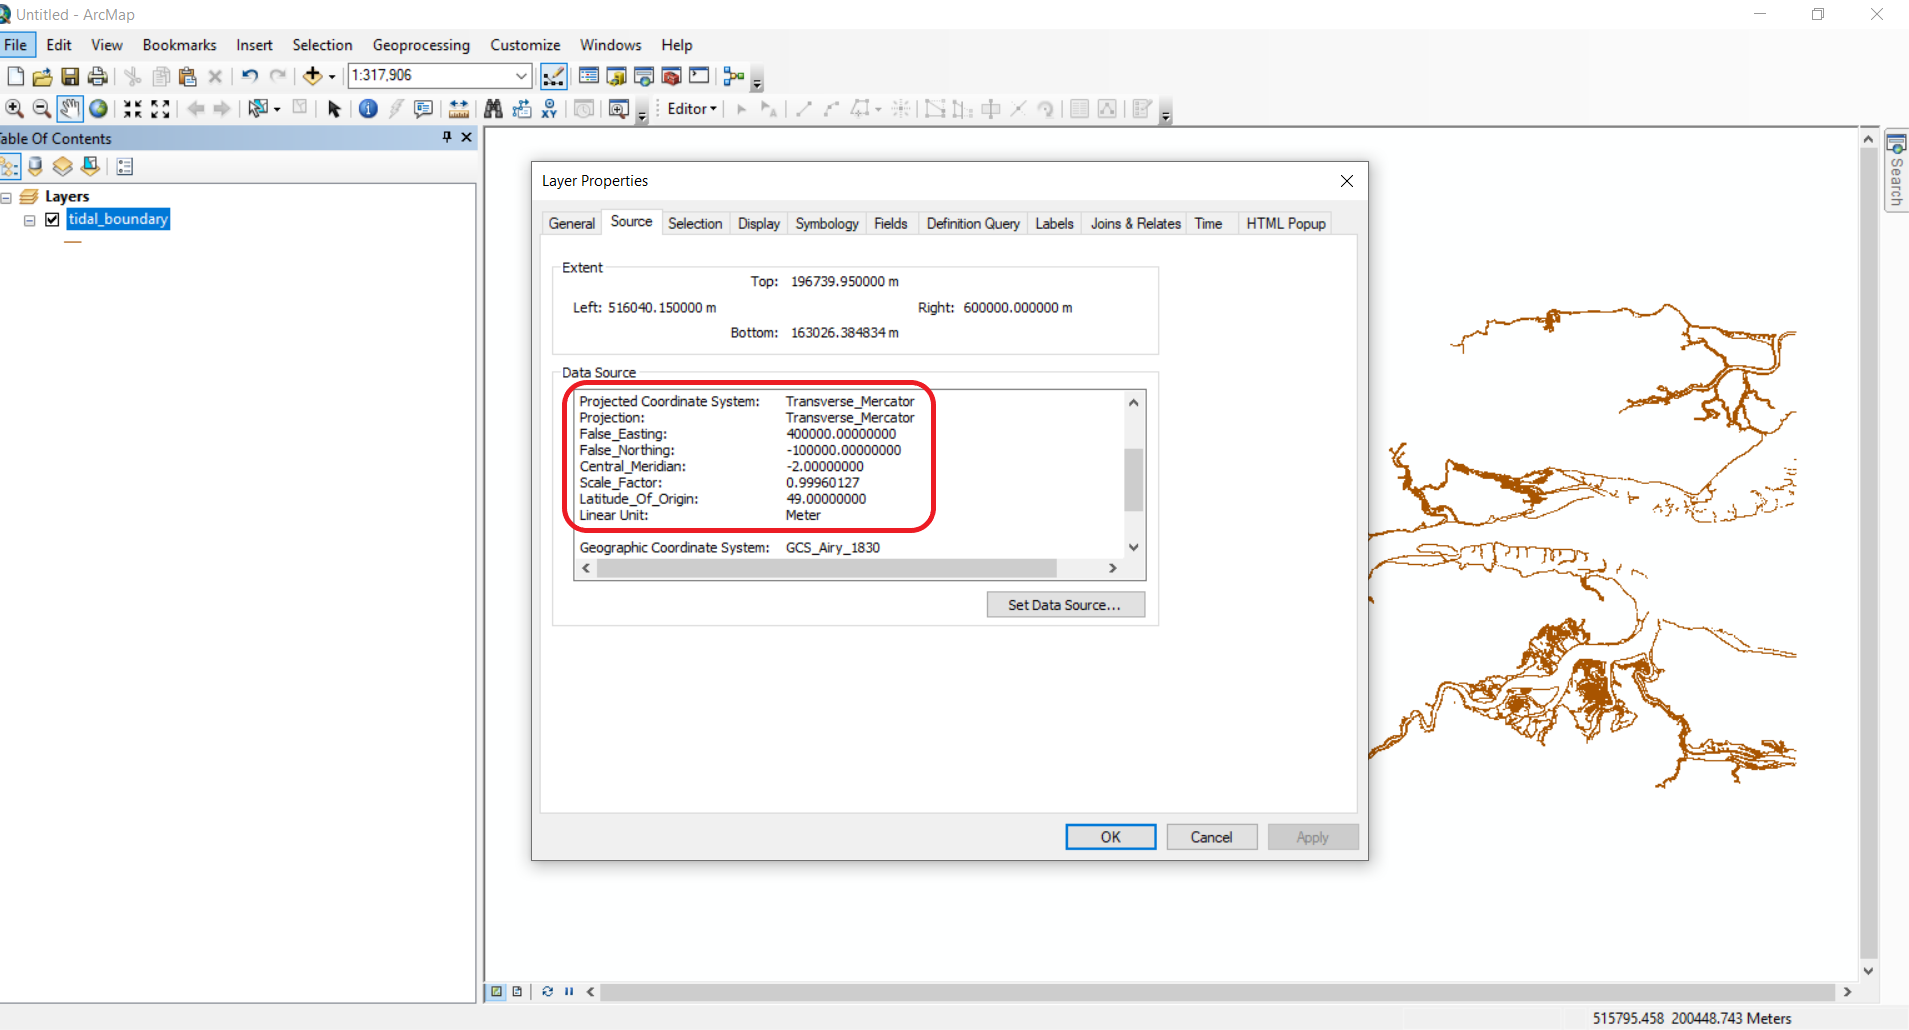 Untitled - ArcMap
File Edit View Bookmarks Insert Selection Geoprocessing Customize Windows Help
1:317,906
Editor
Table Of Contents
Layers
tidal_boundary
Search
Layer Properties
General Source Selection Display Symbology Fields Definition Query Labels Joins & Relates Time HTML Popup
Extent
Top: 196739.950000 m
Left: 516040.150000 m Right: 600000.000000 m
Bottom: 163026.384834 m
Data Source
Projected Coordinate System: Transverse_Mercator
Projection: Transverse_Mercator
False_Easting: 400000.00000000
False_Northing: -100000.00000000
Central_Meridian: -2.00000000
Scale_Factor: 0.99960127
Latitude_Of_Origin: 49.00000000
Linear Unit: Meter
Geographic Coordinate System: GCS_Airy_1830
Set Data Source...
OK Cancel Apply
515795.458 200448.743 Meters